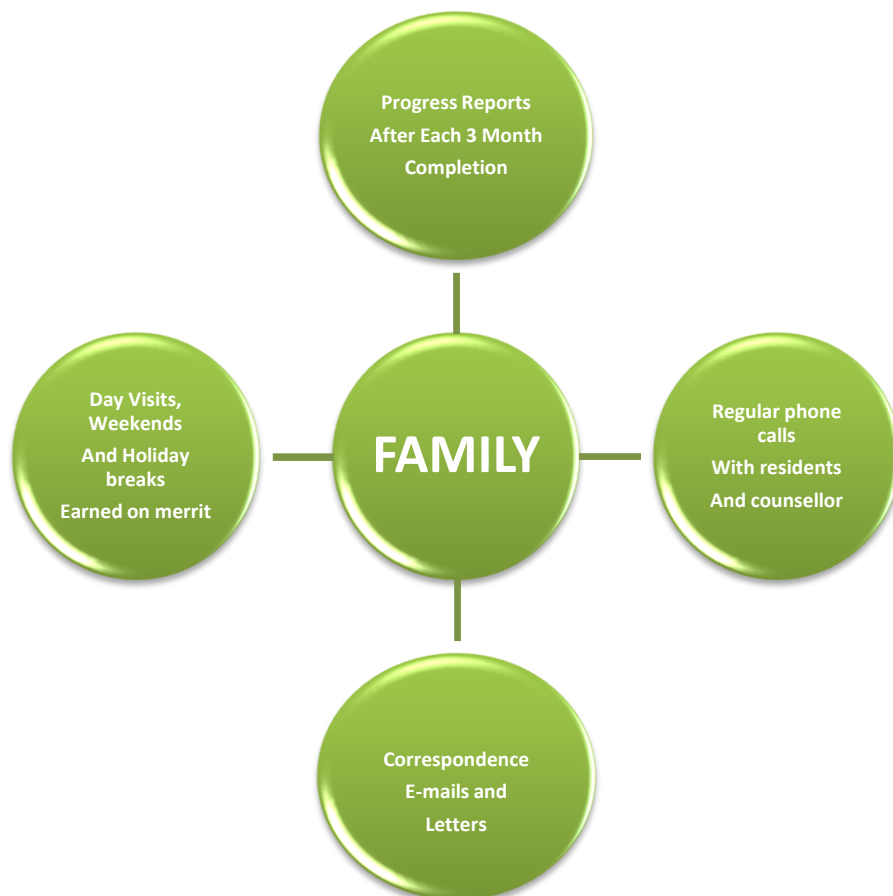 Progress Reports
After Each 3 Month
Completion
Day Visits,
Weekends
And Holiday
breaks
Earned on merrit
FAMILY
Regular phone
calls
With residents
And counsellor
Correspondence
E-mails and
Letters